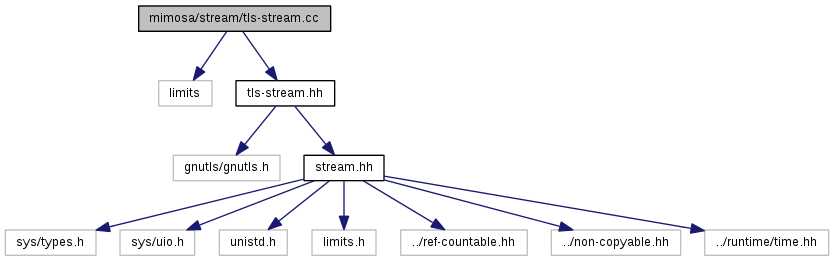 mimosa/stream/tls-stream.cc
limits
tls-stream.hh
gnutls/gnutls.h
stream.hh
sys/types.h
sys/uio.h
unistd.h
limits.h
../ref-countable.hh
../non-copyable.hh
../runtime/time.hh